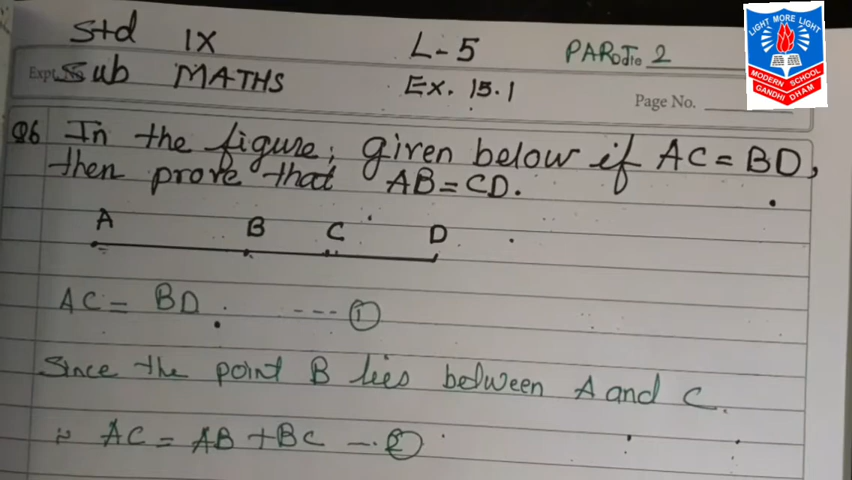 LIGHT MORE LIGHT
MODERN SCHOOL
GANDHI DHAM
Std IX L-5 PART 2
Expt. Sub MATHS Ex. 15.1
Page No.
Q6 In the figure, given below if AC = BD,
then prove that AB = CD.
A B C D
AC = BD. ---- ①
Since the point B lies between A and C.
∴ AC = AB + BC --- ②